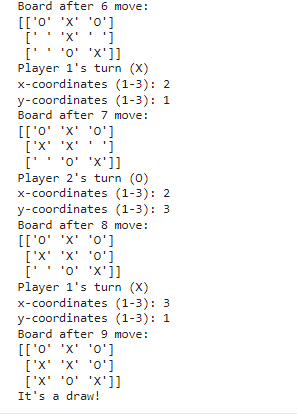 Board after 6 move:
[['O' 'X' 'O']
 [' ' 'X' ' ']
 [' ' 'O' 'X']]
Player 1's turn (X)
x-coordinates (1-3): 2
y-coordinates (1-3): 1
Board after 7 move:
[['O' 'X' 'O']
 ['X' 'X' ' ']
 [' ' 'O' 'X']]
Player 2's turn (O)
x-coordinates (1-3): 2
y-coordinates (1-3): 3
Board after 8 move:
[['O' 'X' 'O']
 ['X' 'X' 'O']
 [' ' 'O' 'X']]
Player 1's turn (X)
x-coordinates (1-3): 3
y-coordinates (1-3): 1
Board after 9 move:
[['O' 'X' 'O']
 ['X' 'X' 'O']
 ['X' 'O' 'X']]
It's a draw!